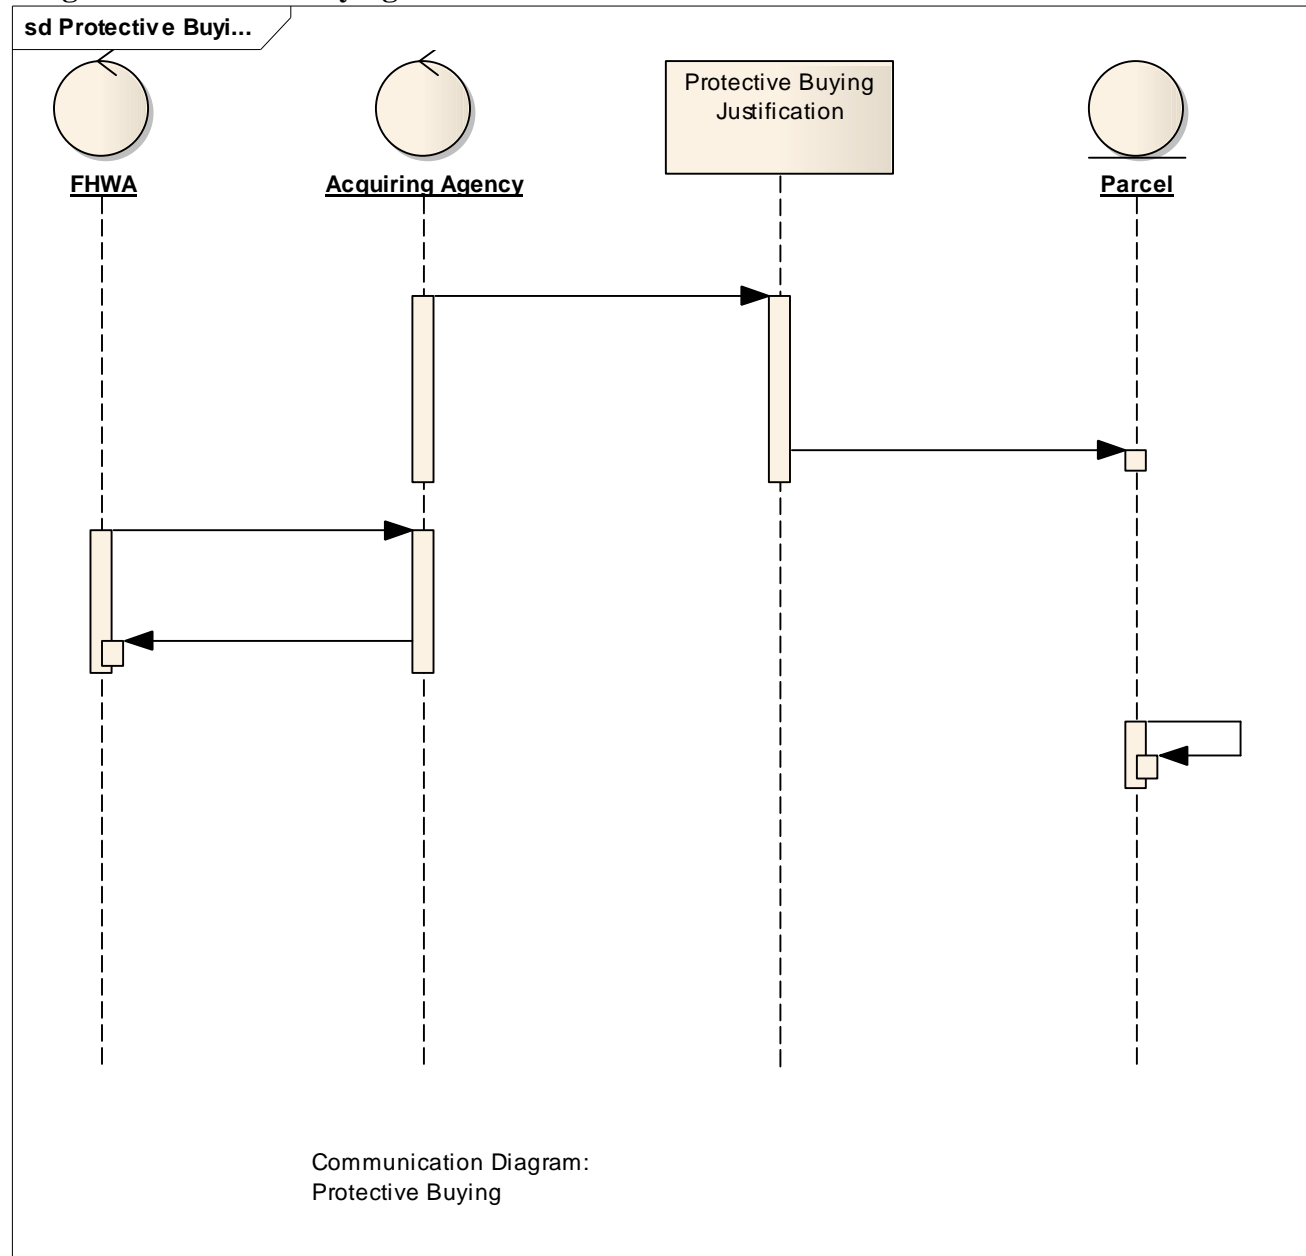 sd Protective Buyi...
Protective Buying
Justification
FHWA
Acquiring Agency
Parcel
Communication Diagram:
Protective Buying